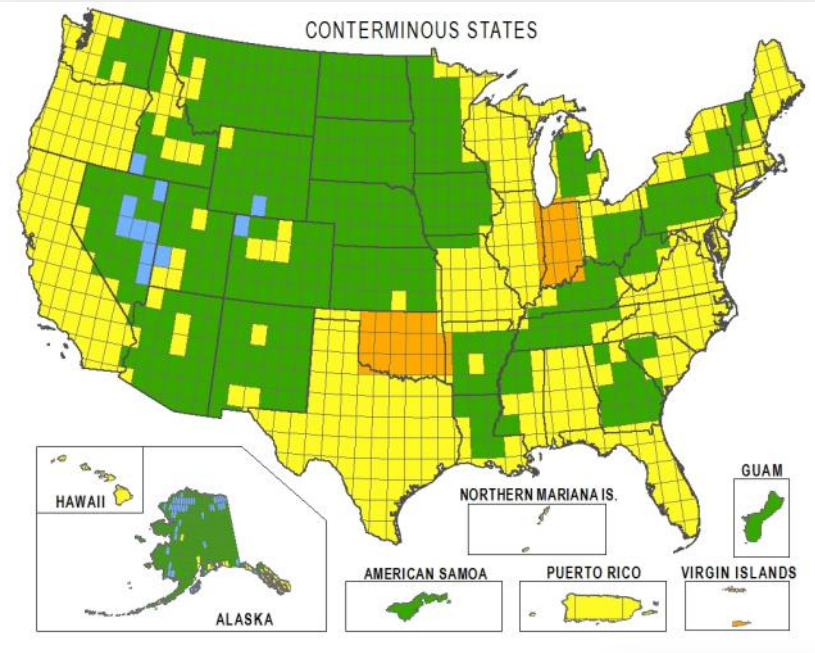 CONTERMINOUS STATES
GUAM
HAWAII
NORTHERN MARIANA IS.
AMERICAN SAMOA
PUERTO RICO
VIRGIN ISLANDS
ALASKA